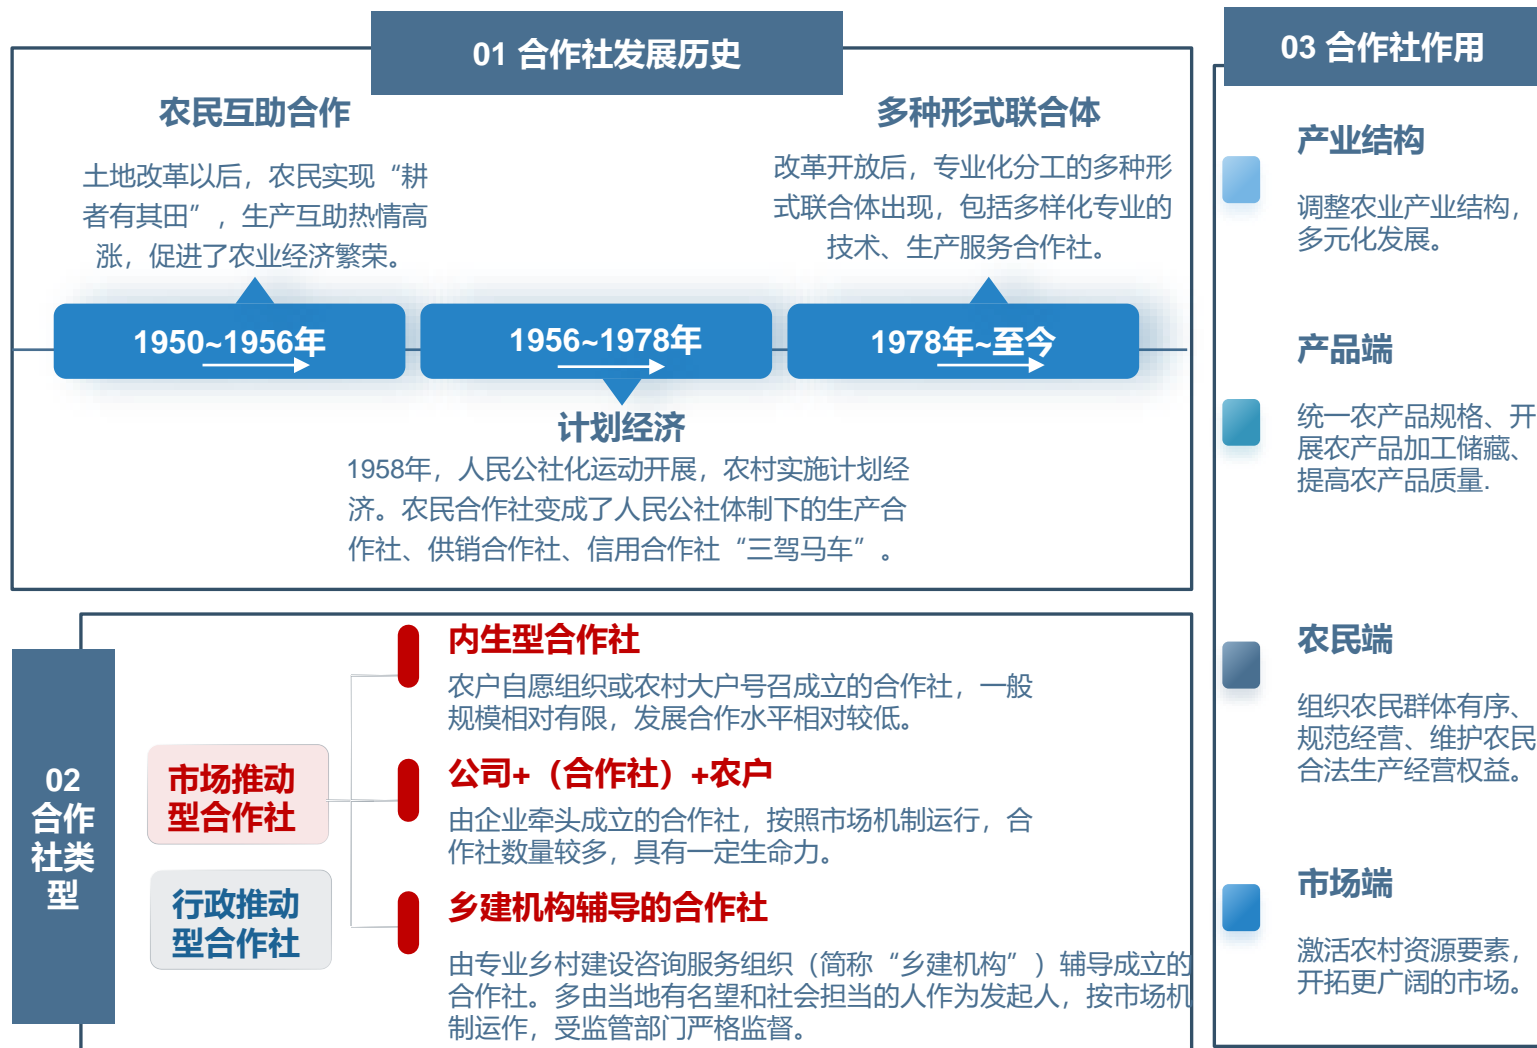 01 合作社发展历史
农民互助合作
土地改革以后，农民实现“耕
者有其田”，生产互助热情高
涨，促进了农业经济繁荣。
多种形式联合体
改革开放后，专业化分工的多种形
式联合体出现，包括多样化专业的
技术、生产服务合作社。
1950~1956年
1956~1978年
1978年~至今
计划经济
1958年，人民公社化运动开展，农村实施计划经
济。农民合作社变成了人民公社体制下的生产合
作社、供销合作社、信用合作社“三驾马车”。
02
合作
社类
型
市场推动
型合作社
行政推动
型合作社
内生型合作社
农户自愿组织或农村大户号召成立的合作社，一般
规模相对有限，发展合作水平相对较低。
公司+（合作社）+农户
由企业牵头成立的合作社，按照市场机制运行，合
作社数量较多，具有一定生命力。
乡建机构辅导的合作社
由专业乡村建设咨询服务组织（简称“乡建机构”）辅导成立的
合作社。多由当地有名望和社会担当的人作为发起人，按市场机
制运作，受监管部门严格监督。
03 合作社作用
产业结构
调整农业产业结构，
多元化发展。
产品端
统一农产品规格、开
展农产品加工储藏、
提高农产品质量.
农民端
组织农民群体有序、
规范经营、维护农民
合法生产经营权益。
市场端
激活农村资源要素，
开拓更广阔的市场。